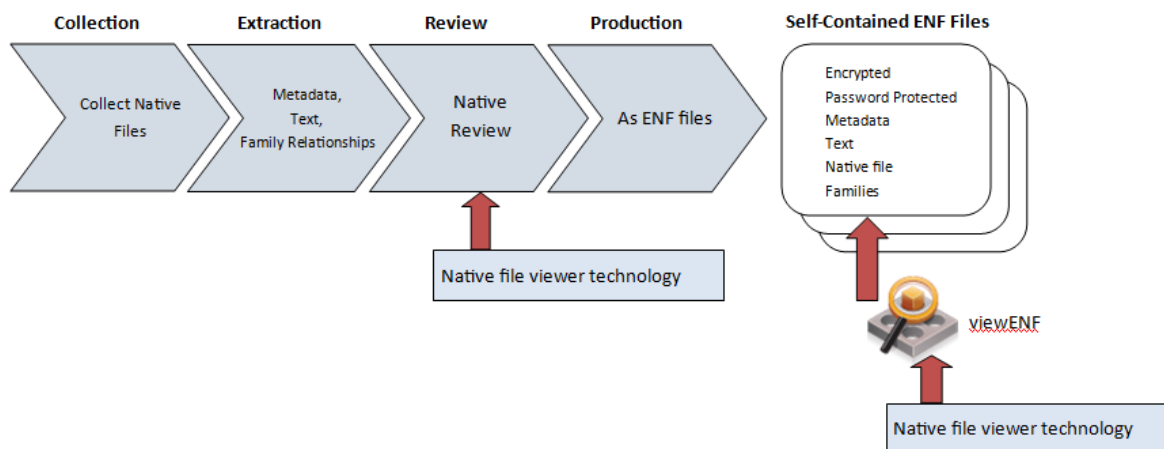 Collection
Extraction
Review
Production
Self-Contained ENF Files
Collect Native
Files
Metadata,
Text,
Family Relationships
Native
Review
As ENF files
Encrypted
Password Protected
Metadata
Text
Native file
Families
Native file viewer technology
viewENF
Native file viewer technology